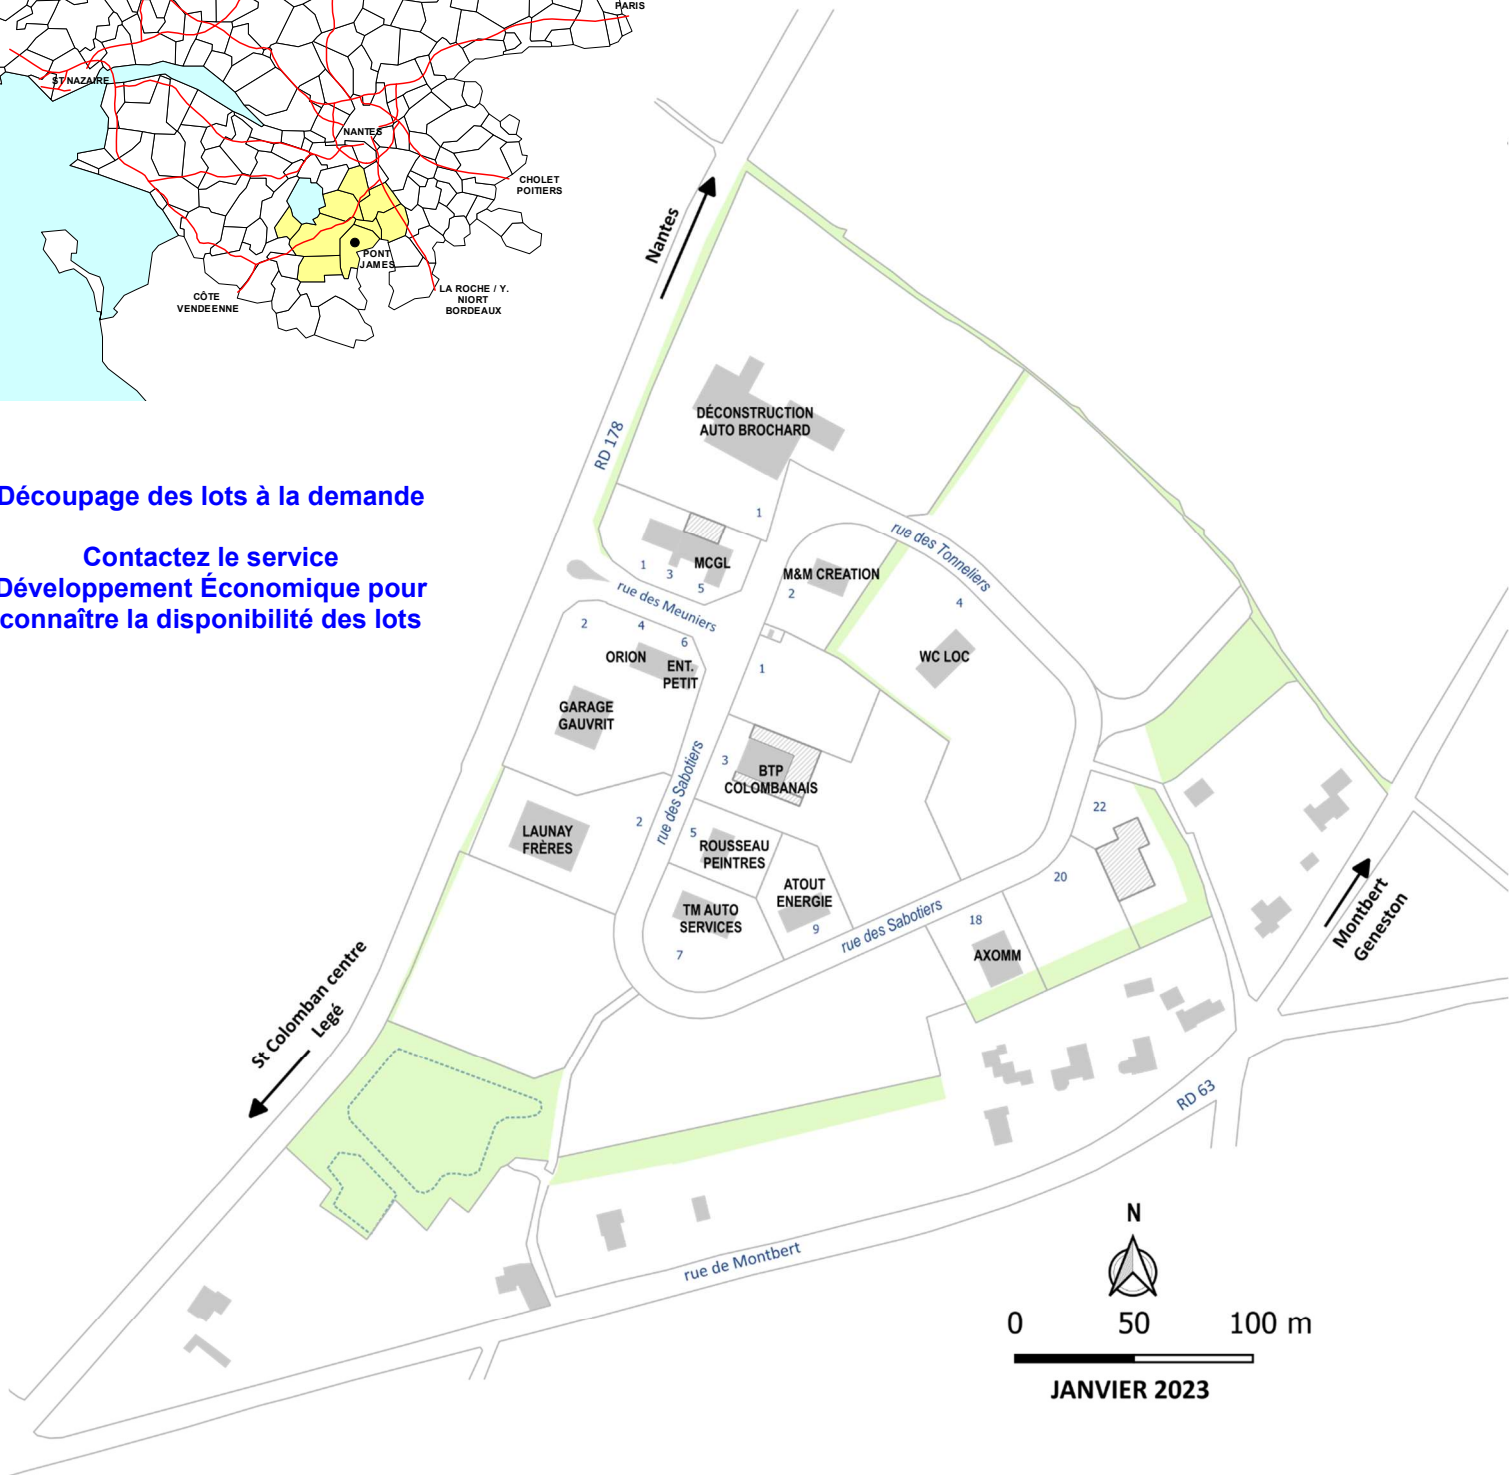 PARIS
ST NAZAIRE
NANTES
CHOLET
POITIERS
PONT
JAMES
CÔTE
VENDEENNE
LA ROCHE / Y.
NIORT
BORDEAUX
Découpage des lots à la demande
Contactez le service
Développement Économique pour
connaître la disponibilité des lots
Nantes
RD 178
DÉCONSTRUCTION
AUTO BROCHARD
1
rue des Tonneliers
MCGL
1
3
5
M&M CREATION
2
4
rue des Meuniers
2
4
6
ORION
ENT.
PETIT
WC LOC
1
GARAGE
GAUVRIT
rue des Sabotiers
3
BTP
COLOMBANAIS
LAUNAY
FRÈRES
2
5
ROUSSEAU
PEINTRES
22
ATOUT
ENERGIE
9
20
TM AUTO
SERVICES
7
rue des Sabotiers
18
AXOMM
Montbert
Geneston
St Colomban centre
Legé
RD 63
rue de Montbert
N
0 50 100 m
JANVIER 2023